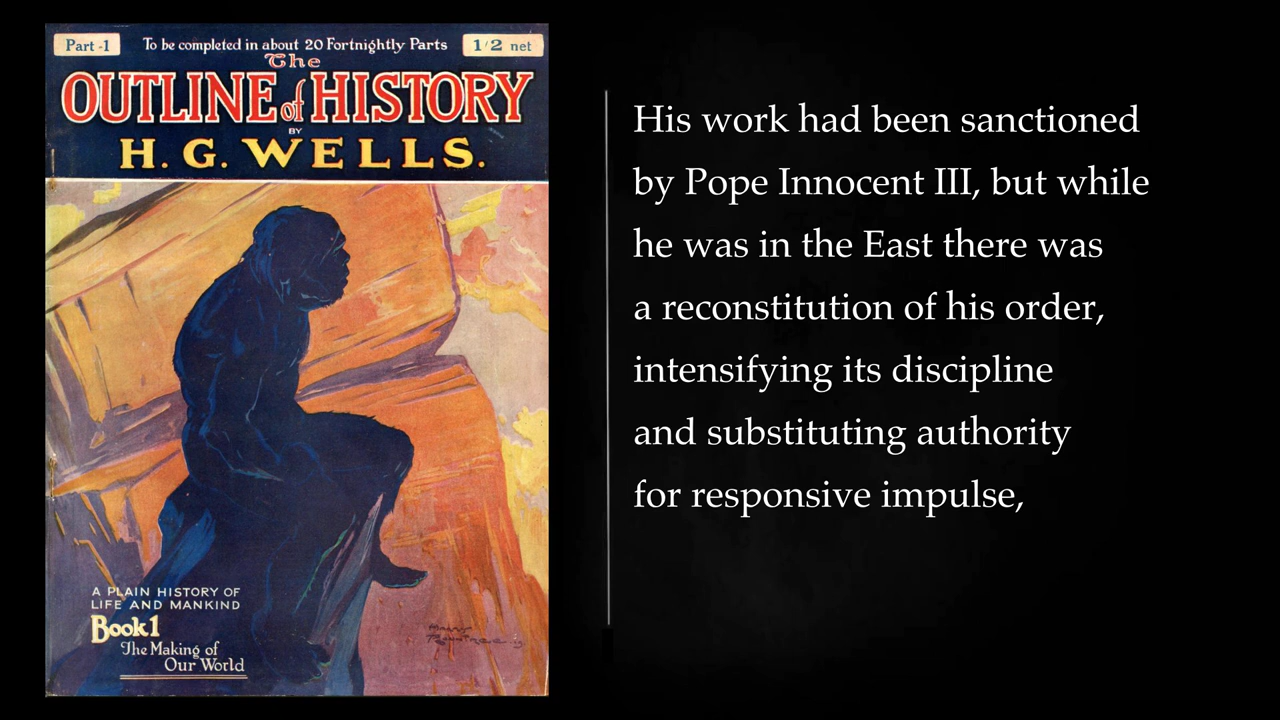 Part -1
To be completed in about 20 Fortnightly Parts
1/2 net
The
OUTLINE of HISTORY
BY
H. G. WELLS.
A PLAIN HISTORY OF
LIFE AND MANKIND
Book 1
The Making of
Our World
His work had been sanctioned
by Pope Innocent III, but while
he was in the East there was
a reconstitution of his order,
intensifying its discipline
and substituting authority
for responsive impulse,